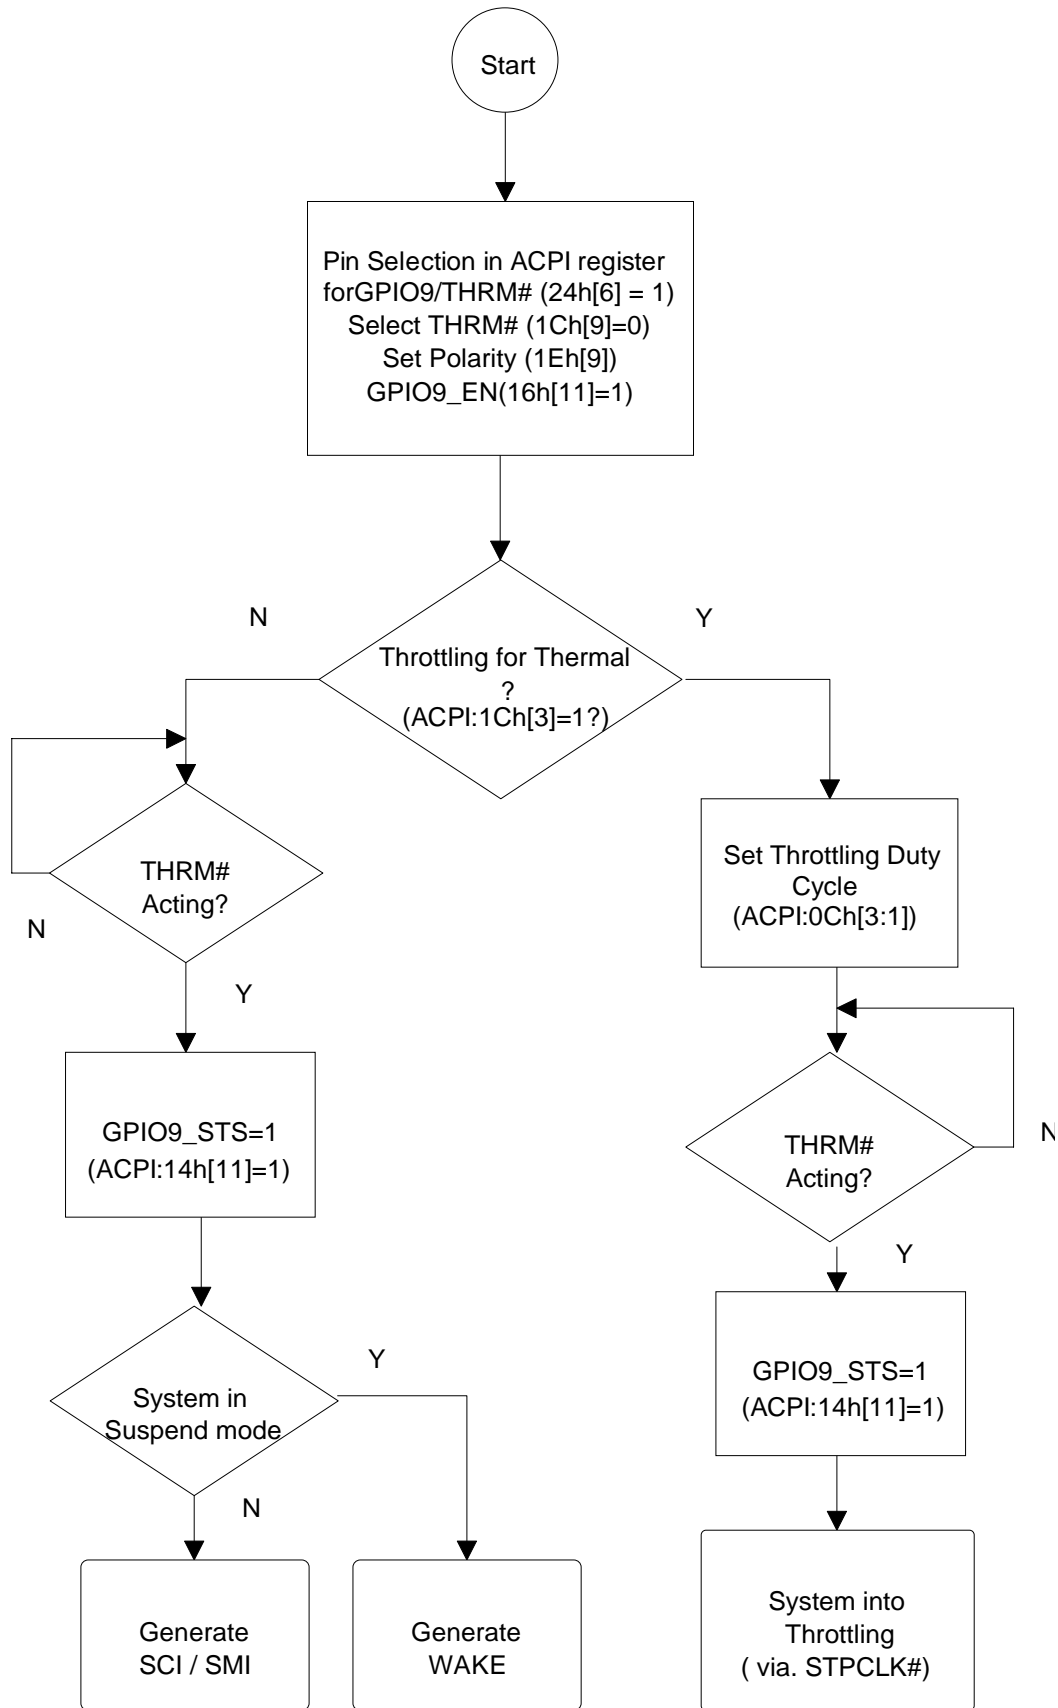 Start
Pin Selection in ACPI register
forGPIO9/THRM# (24h[6] = 1)
Select THRM# (1Ch[9]=0)
Set Polarity (1Eh[9])
GPIO9_EN(16h[11]=1)
N
Y
Throttling for Thermal
?
(ACPI:1Ch[3]=1?)
THRM#
Acting?
N
Y
Set Throttling Duty
Cycle
(ACPI:0Ch[3:1])
GPIO9_STS=1
(ACPI:14h[11]=1)
THRM#
Acting?
N
Y
System in
Suspend mode
Y
N
GPIO9_STS=1
(ACPI:14h[11]=1)
Generate
SCI / SMI
Generate
WAKE
System into
Throttling
( via. STPCLK#)